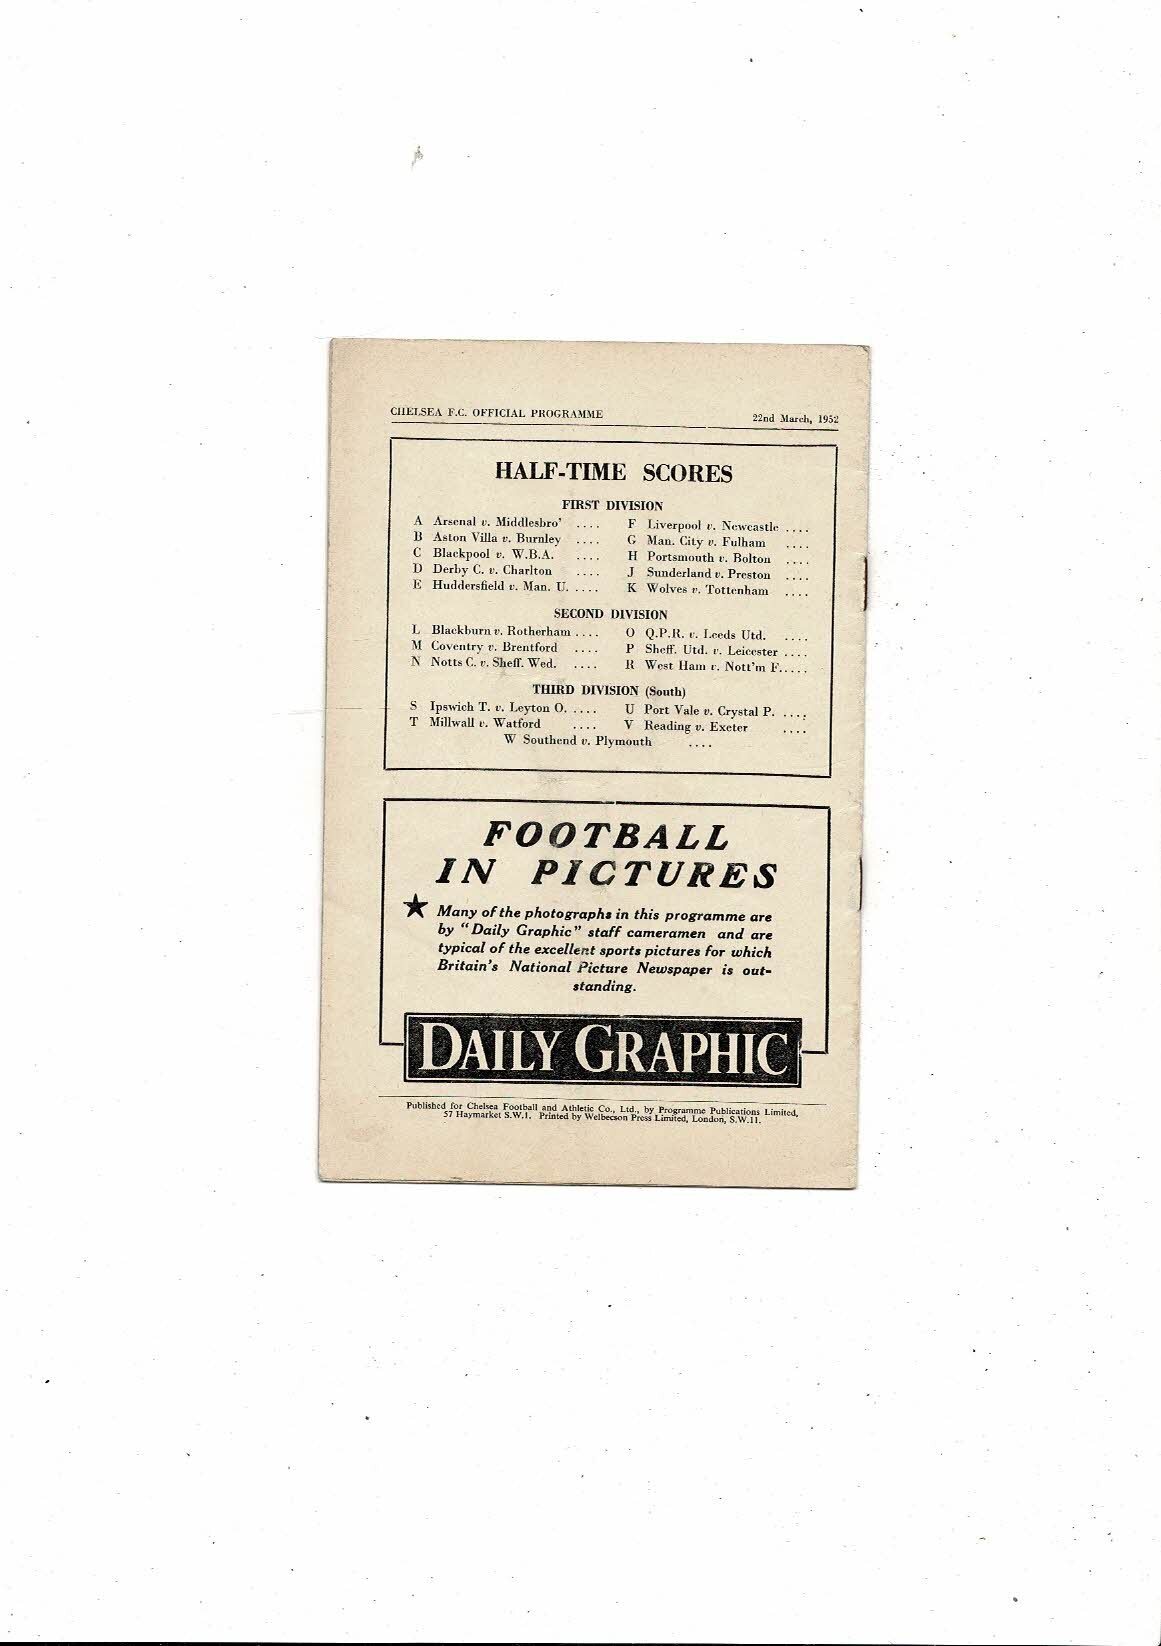 CHELSEA F.C. OFFICIAL PROGRAMME 22nd March, 1952
HALF-TIME SCORES
FIRST DIVISION
A Arsenal v. Middlesbro' .... F Liverpool v. Newcastle ....
B Aston Villa v. Burnley .... G Man. City v. Fulham ....
C Blackpool v. W.B.A. .... H Portsmouth v. Bolton ....
D Derby C. v. Charlton .... J Sunderland v. Preston ....
E Huddersfield v. Man. U. .... K Wolves v. Tottenham ....
SECOND DIVISION
L Blackburn v. Rotherham .... O Q.P.R. v. Leeds Utd. ....
M Coventry v. Brentford .... P Sheff. Utd. v. Leicester ....
N Notts C. v. Sheff. Wed. .... R West Ham v. Nott'm F.....
THIRD DIVISION (South)
S Ipswich T. v. Leyton O. .... U Port Vale v. Crystal P. ....
T Millwall v. Watford .... V Reading v. Exeter ....
W Southend v. Plymouth ....
FOOTBALL
IN PICTURES
★ Many of the photographs in this programme are
by "Daily Graphic" staff cameramen and are
typical of the excellent sports pictures for which
Britain's National Picture Newspaper is out-
standing.
DAILY GRAPHIC
Published for Chelsea Football and Athletic Co., Ltd., by Programme Publications Limited,
57 Haymarket S.W.1. Printed by Welbecson Press Limited, London, S.W.11.